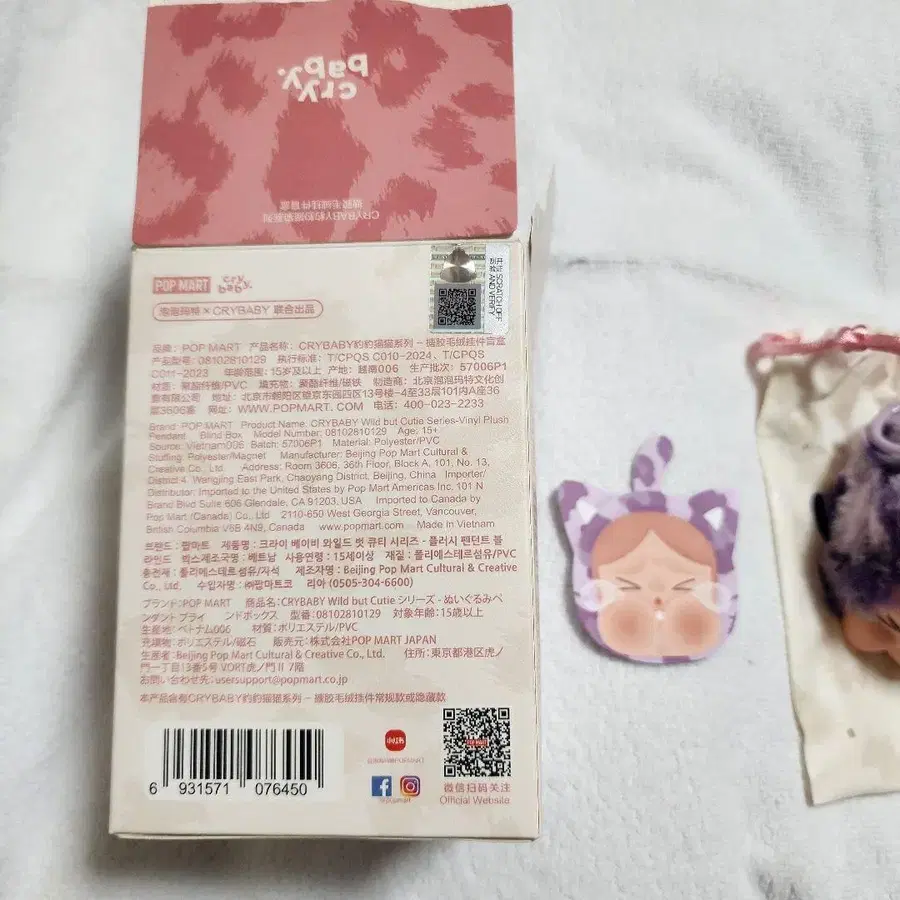 cry
baby.
CRYBABY豹豹猫猫系列
搪胶毛绒挂件盲盒
此处 SCRATCH OFF
AND VERIFY
POP MART cry baby.
泡泡玛特 × CRYBABY 联合出品
品牌：POP MART 产品名称：CRYBABY豹豹猫猫系列 – 搪胶毛绒挂件盲盒
产品型号：08102810129 执行标准：T/CPQS C010-2024、T/CPQS
C011-2023 年龄范围：15岁及以上 产地：越南006 生产批次：57006P1
材质：聚酯纤维/PVC 填充物：聚酯纤维/磁铁 制造商：北京泡泡玛特文化创
意有限公司 地址：北京市朝阳区望京东园四区13号楼-4至33层101内A座36
层3606室 网址：WWW.POPMART.COM 电话：400-023-2233
Brand: POP MART Product Name: CRYBABY Wild but Cutie Series-Vinyl Plush
Pendant Blind Box Model Number: 08102810129 Age: 15+
Source: Vietnam006 Batch: 57006P1 Material: Polyester/PVC
Stuffing: Polyester/Magnet Manufacturer: Beijing Pop Mart Cultural &
Creative Co., Ltd. Address: Room 3606, 36th Floor, Block A, 101, No. 13,
District 4, Wangjing East Park, Chaoyang District, Beijing, China Importer/
Distributor: Imported to the United States by Pop Mart Americas Inc. 101 N
Brand Blvd Suite 606 Glendale, CA 91203, USA Imported to Canada by
Pop Mart (Canada) Co., Ltd 2110-650 West Georgia Street, Vancouver,
British Columbia V6B 4N9, Canada www.popmart.com Made in Vietnam
브랜드 : 팝마트 제품명 : 크라이 베이비 와일드 벗 큐티 시리즈 - 플러시 펜던트 블
라인드 박스제조국명 : 베트남 사용연령 : 15세이상 재질 : 폴리에스테르섬유/PVC
충전재 : 폴리에스테르섬유/자석 제조자명 : Beijing Pop Mart Cultural & Creative
Co., Ltd. 수입자명 : ㈜팝마트코 리아 (0505-304-6600)
ブランド：POP MART 商品名：CRYBABY Wild but Cutie シリーズ - ぬいぐるみペ
ンダント ブライ ンドボックス 型番：08102810129 対象年齢：15歳以上
生産地：ベトナム006 材質：ポリエステル/PVC
充填物：ポリエステル/磁石 販売元：株式会社POP MART JAPAN
生産者：Beijing Pop Mart Cultural & Creative Co., Ltd. 住所：東京都港区虎ノ
門一丁目13番5号 VORT虎ノ門Ⅱ 7階
お問い合わせ先：usersupport@popmart.co.jp
本产品含有CRYBABY豹豹猫猫系列 – 搪胶毛绒挂件常规款或隐藏款
6 931571 076450
小红书
@popmart
POP MART
微信扫码关注
Official Website